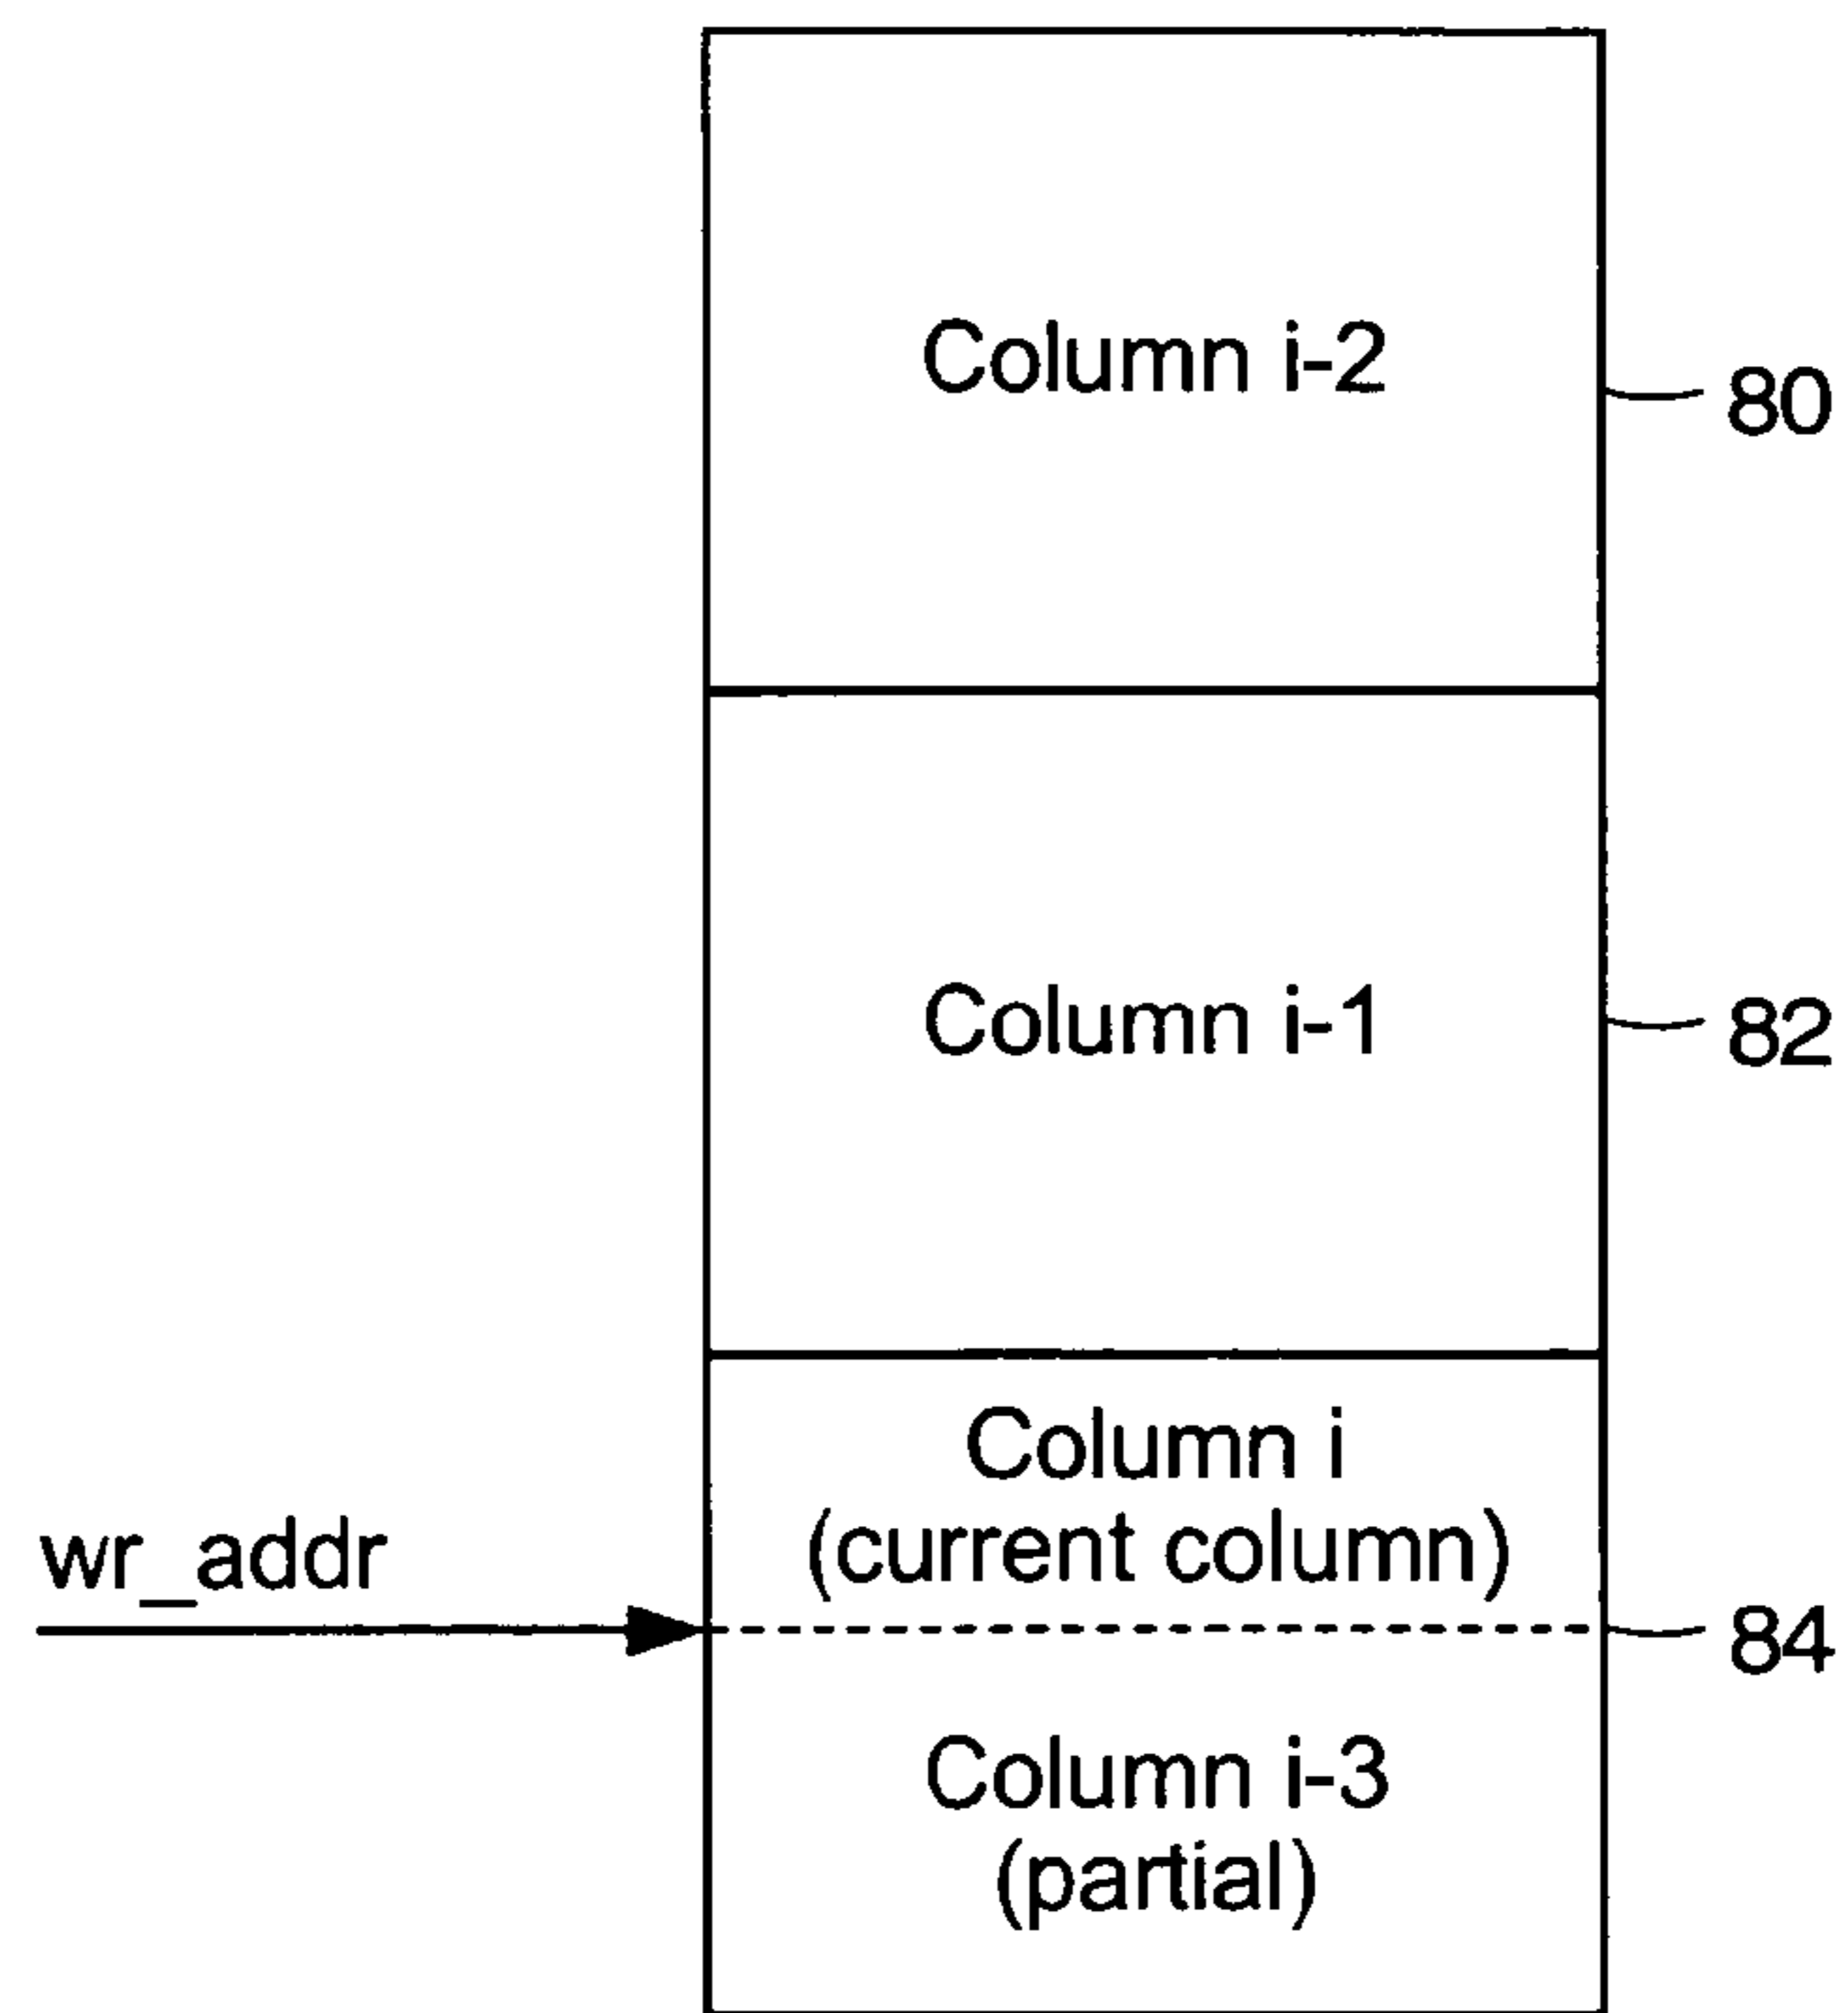 Column i-2
80
Column i-1
82
Column i
(current column)
wr_addr
84
Column i-3
(partial)